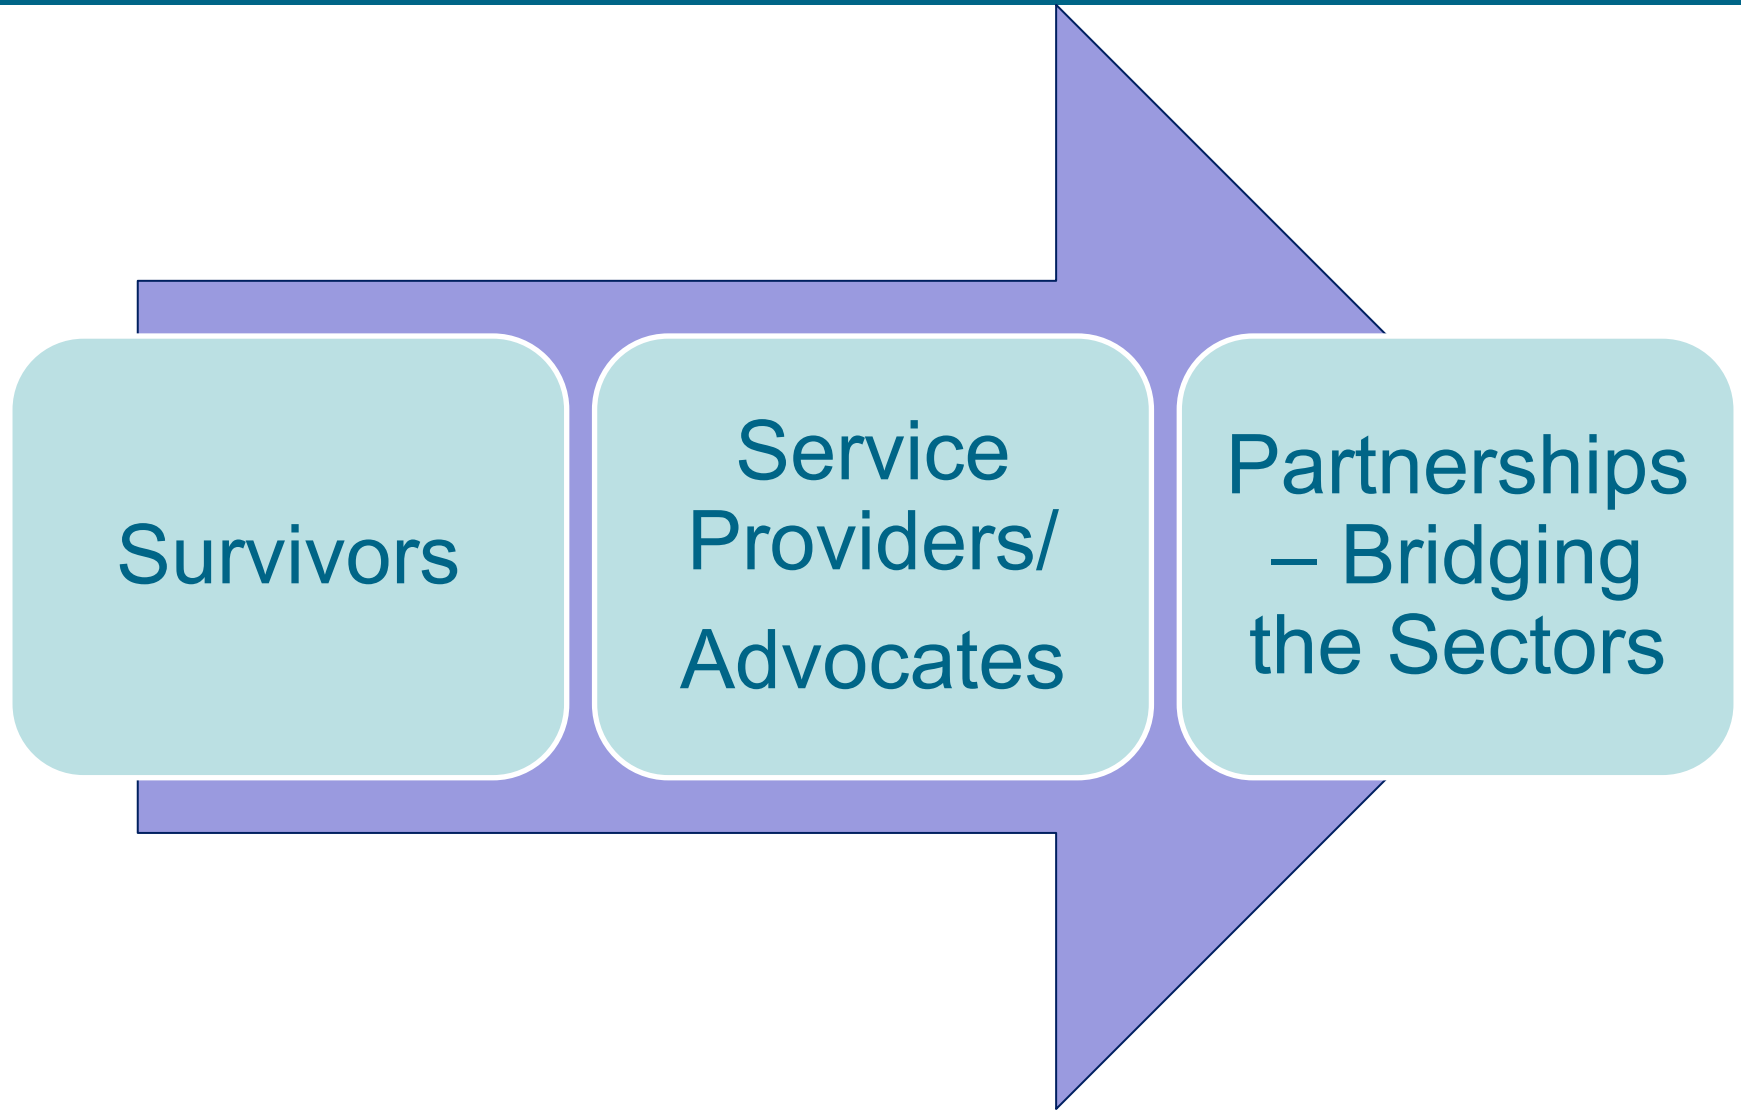 Survivors
Service
Providers/
Advocates
Partnerships
– Bridging
the Sectors